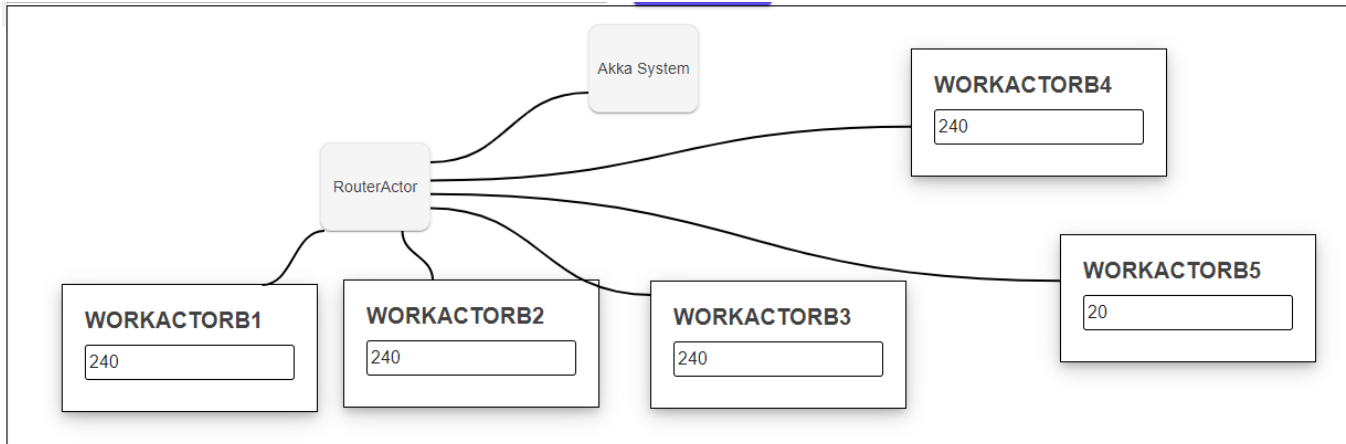 Akka System
WORKACTORB4
240
RouterActor
WORKACTORB5
20
WORKACTORB1
240
WORKACTORB2
240
WORKACTORB3
240